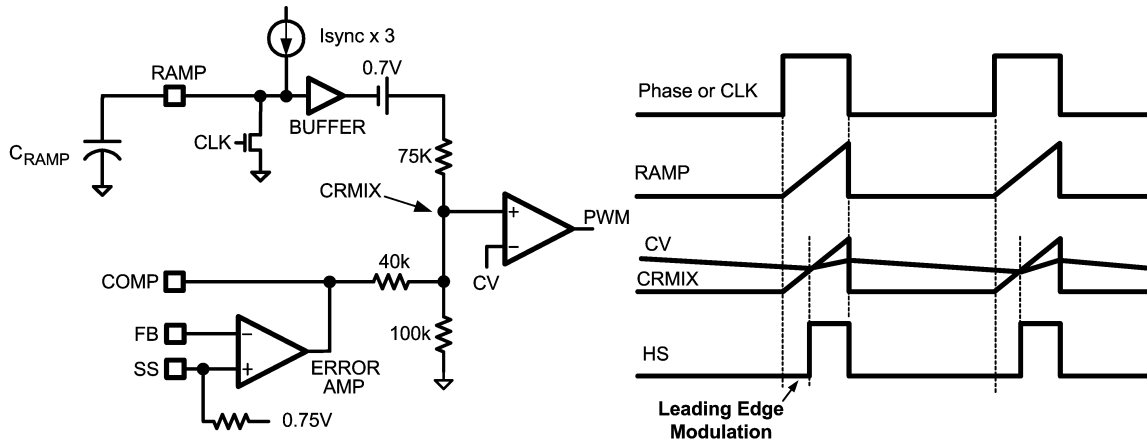 Isync x 3
RAMP
0.7V
BUFFER
CLK
CRAMP
75K
CRMIX
+
−
PWM
CV
COMP
40k
FB
−
SS
+
ERROR
AMP
100k
0.75V
Phase or CLK
RAMP
CV
CRMIX
HS
Leading Edge
Modulation